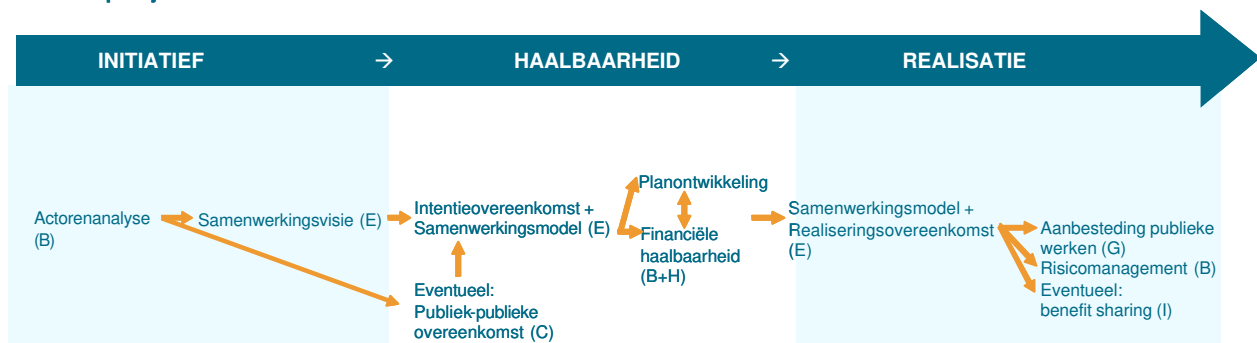 INITIATIEF → HAALBAARHEID → REALISATIE
Actorenanalyse
(B)
Samenwerkingsvisie (E)
Intentieovereenkomst +
Samenwerkingsmodel (E)
Eventueel:
Publiek-publieke
overeenkomst (C)
Planontwikkeling
Financiële
haalbaarheid
(B+H)
Samenwerkingsmodel +
Realiseringsovereenkomst
(E)
Aanbesteding publieke
werken (G)
Risicomanagement (B)
Eventueel:
benefit sharing (I)